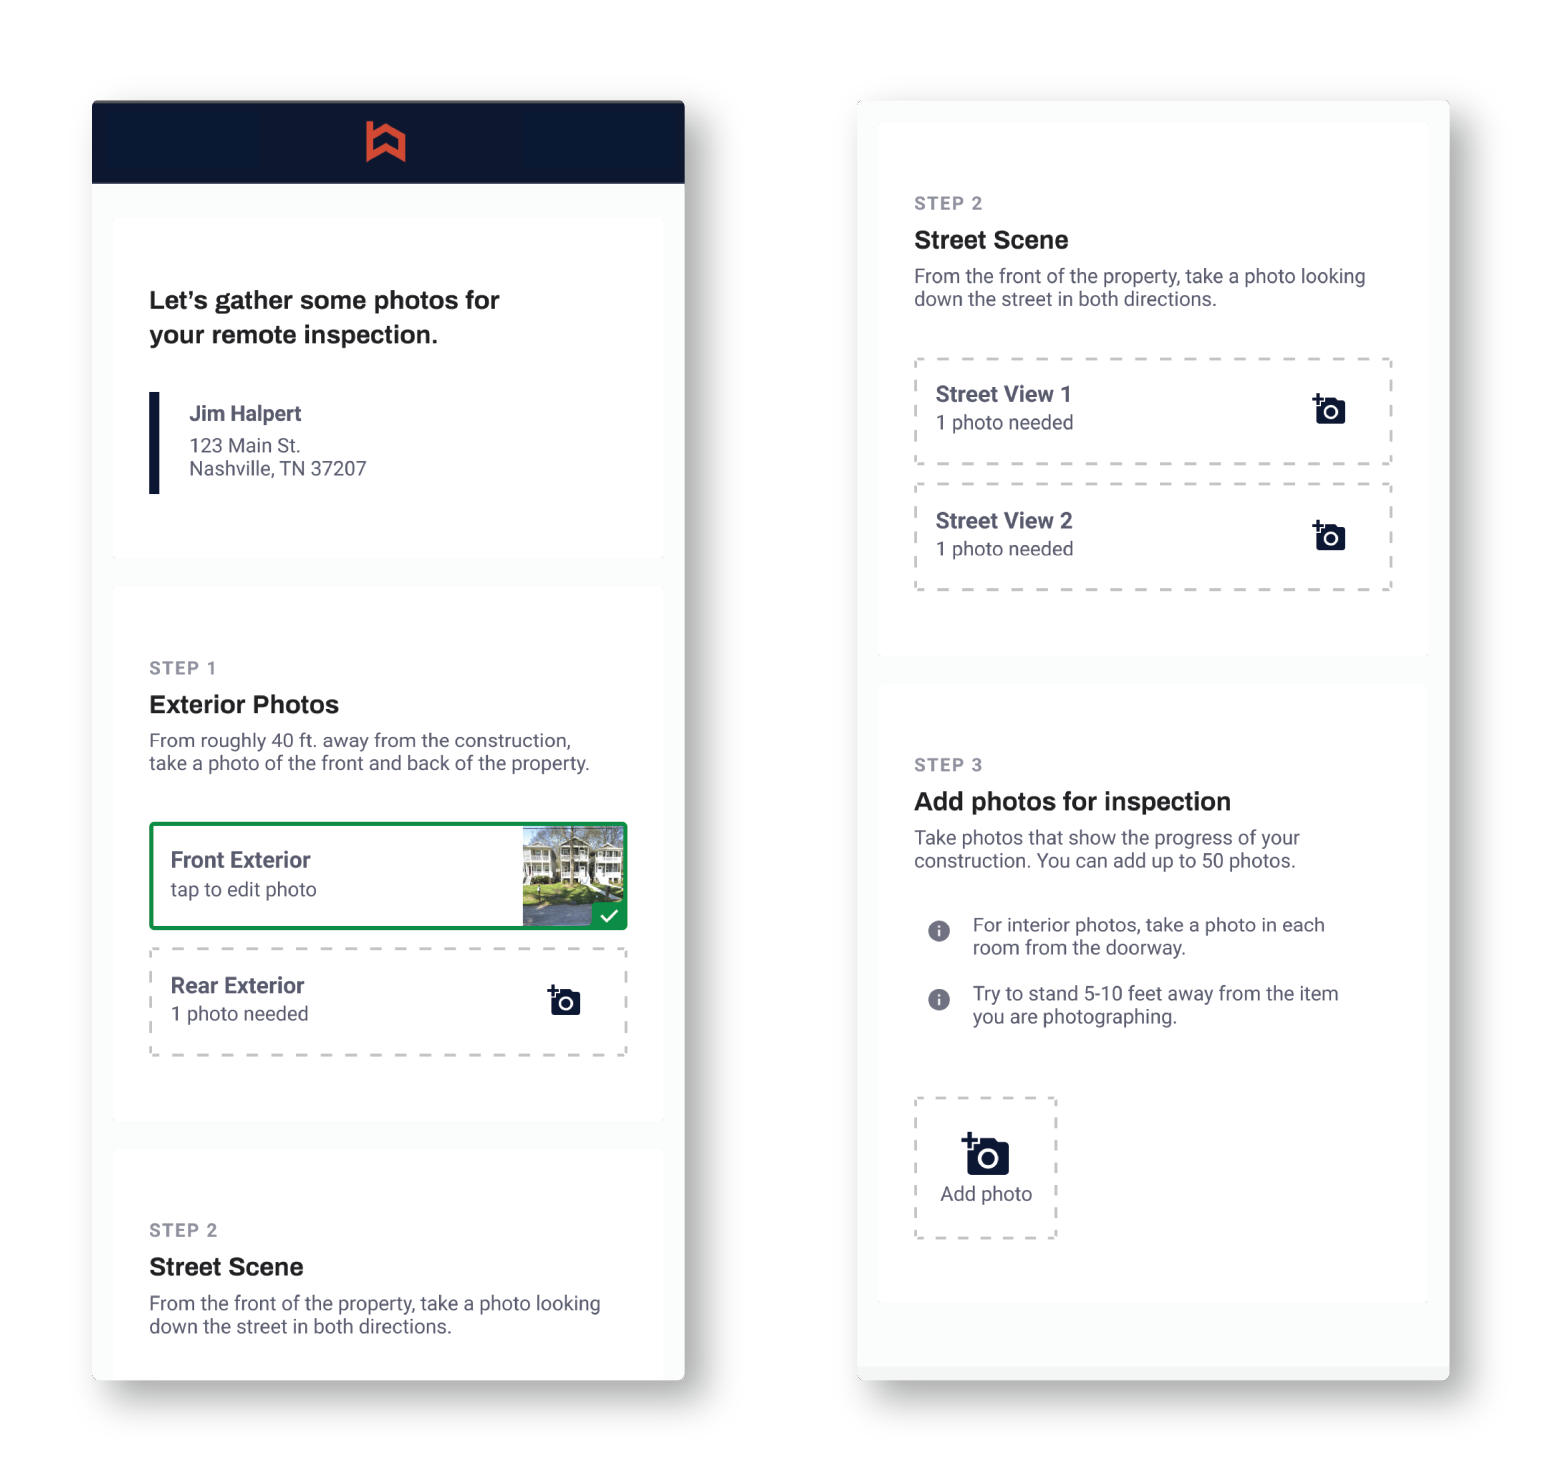 Let's gather some photos for
your remote inspection.
Jim Halpert
123 Main St.
Nashville, TN 37207
STEP 1
Exterior Photos
From roughly 40 ft. away from the construction,
take a photo of the front and back of the property.
Front Exterior
tap to edit photo
Rear Exterior
1 photo needed
STEP 2
Street Scene
From the front of the property, take a photo looking
down the street in both directions.
STEP 2
Street Scene
From the front of the property, take a photo looking
down the street in both directions.
Street View 1
1 photo needed
Street View 2
1 photo needed
STEP 3
Add photos for inspection
Take photos that show the progress of your
construction. You can add up to 50 photos.
For interior photos, take a photo in each
room from the doorway.
Try to stand 5-10 feet away from the item
you are photographing.
Add photo